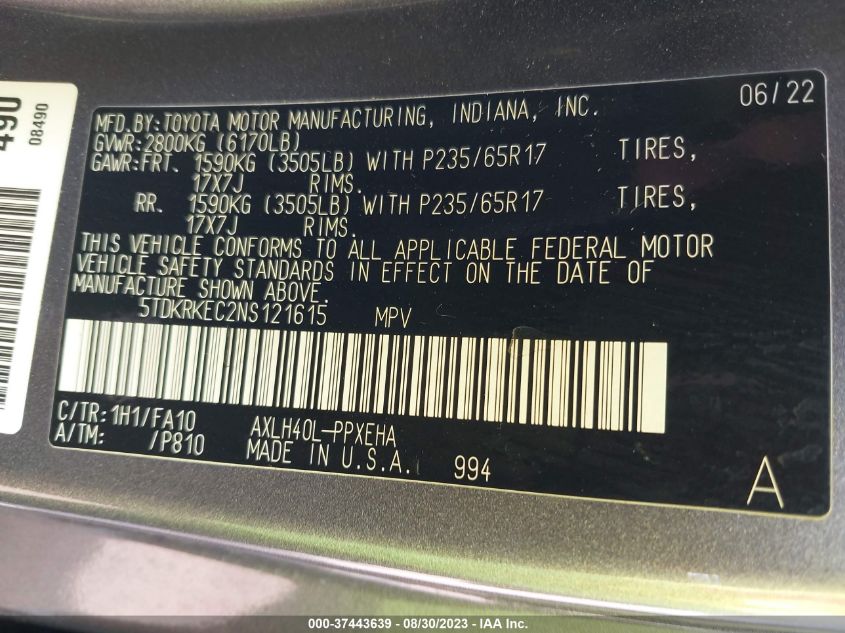 490
08490
06/22
MFD.BY:TOYOTA MOTOR MANUFACTURING, INDIANA, INC.
GVWR:2800KG (6170LB)
GAWR:FRT. 1590KG (3505LB) WITH P235/65R17 TIRES,
17X7J RIMS.
RR. 1590KG (3505LB) WITH P235/65R17 TIRES,
17X7J RIMS.
THIS VEHICLE CONFORMS TO ALL APPLICABLE FEDERAL MOTOR
VEHICLE SAFETY STANDARDS IN EFFECT ON THE DATE OF
MANUFACTURE SHOWN ABOVE.
5TDKRKEC2NS121615 MPV
C/TR:1H1/FA10 AXLH40L-PPXEHA
A/TM: /P810 MADE IN U.S.A. 994
A
000-37443639 - 08/30/2023 - IAA Inc.